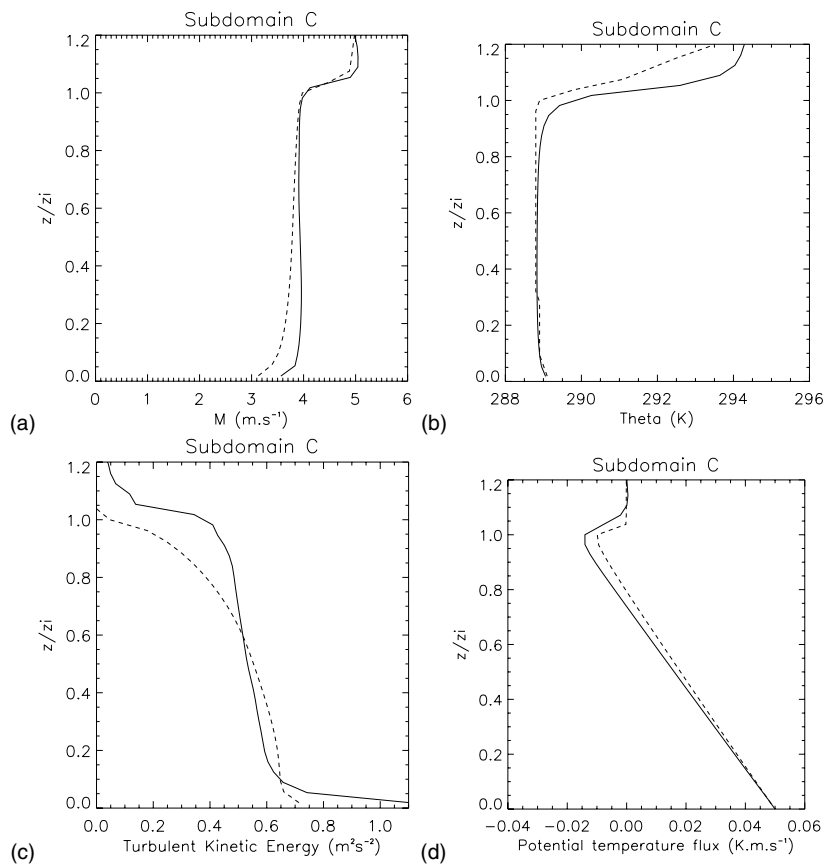 Subdomain C
1.2
1.0
0.8
0.6
0.4
0.2
0.0
z/zi
0 1 2 3 4 5 6
M (m.s⁻¹)
(a)
Subdomain C
1.2
1.0
0.8
0.6
0.4
0.2
0.0
z/zi
288 290 292 294 296
Theta (K)
(b)
Subdomain C
1.2
1.0
0.8
0.6
0.4
0.2
0.0
z/zi
0.0 0.2 0.4 0.6 0.8 1.0
Turbulent Kinetic Energy (m²s⁻²)
(c)
Subdomain C
1.2
1.0
0.8
0.6
0.4
0.2
0.0
z/zi
−0.04 −0.02 0.00 0.02 0.04 0.06
Potential temperature flux (K.m.s⁻¹)
(d)